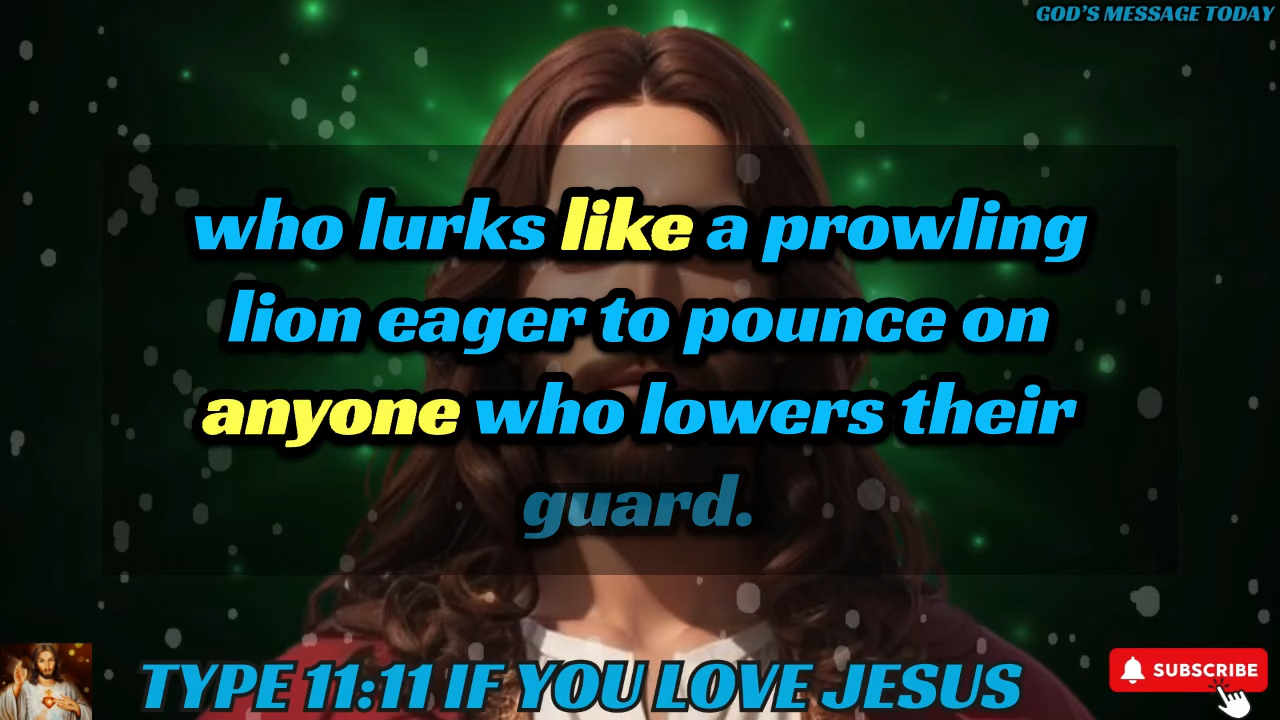 GOD'S MESSAGE TODAY
who lurks like a prowling
lion eager to pounce on
anyone who lowers their
guard.
TYPE 11:11 IF YOU LOVE JESUS
SUBSCRIBE